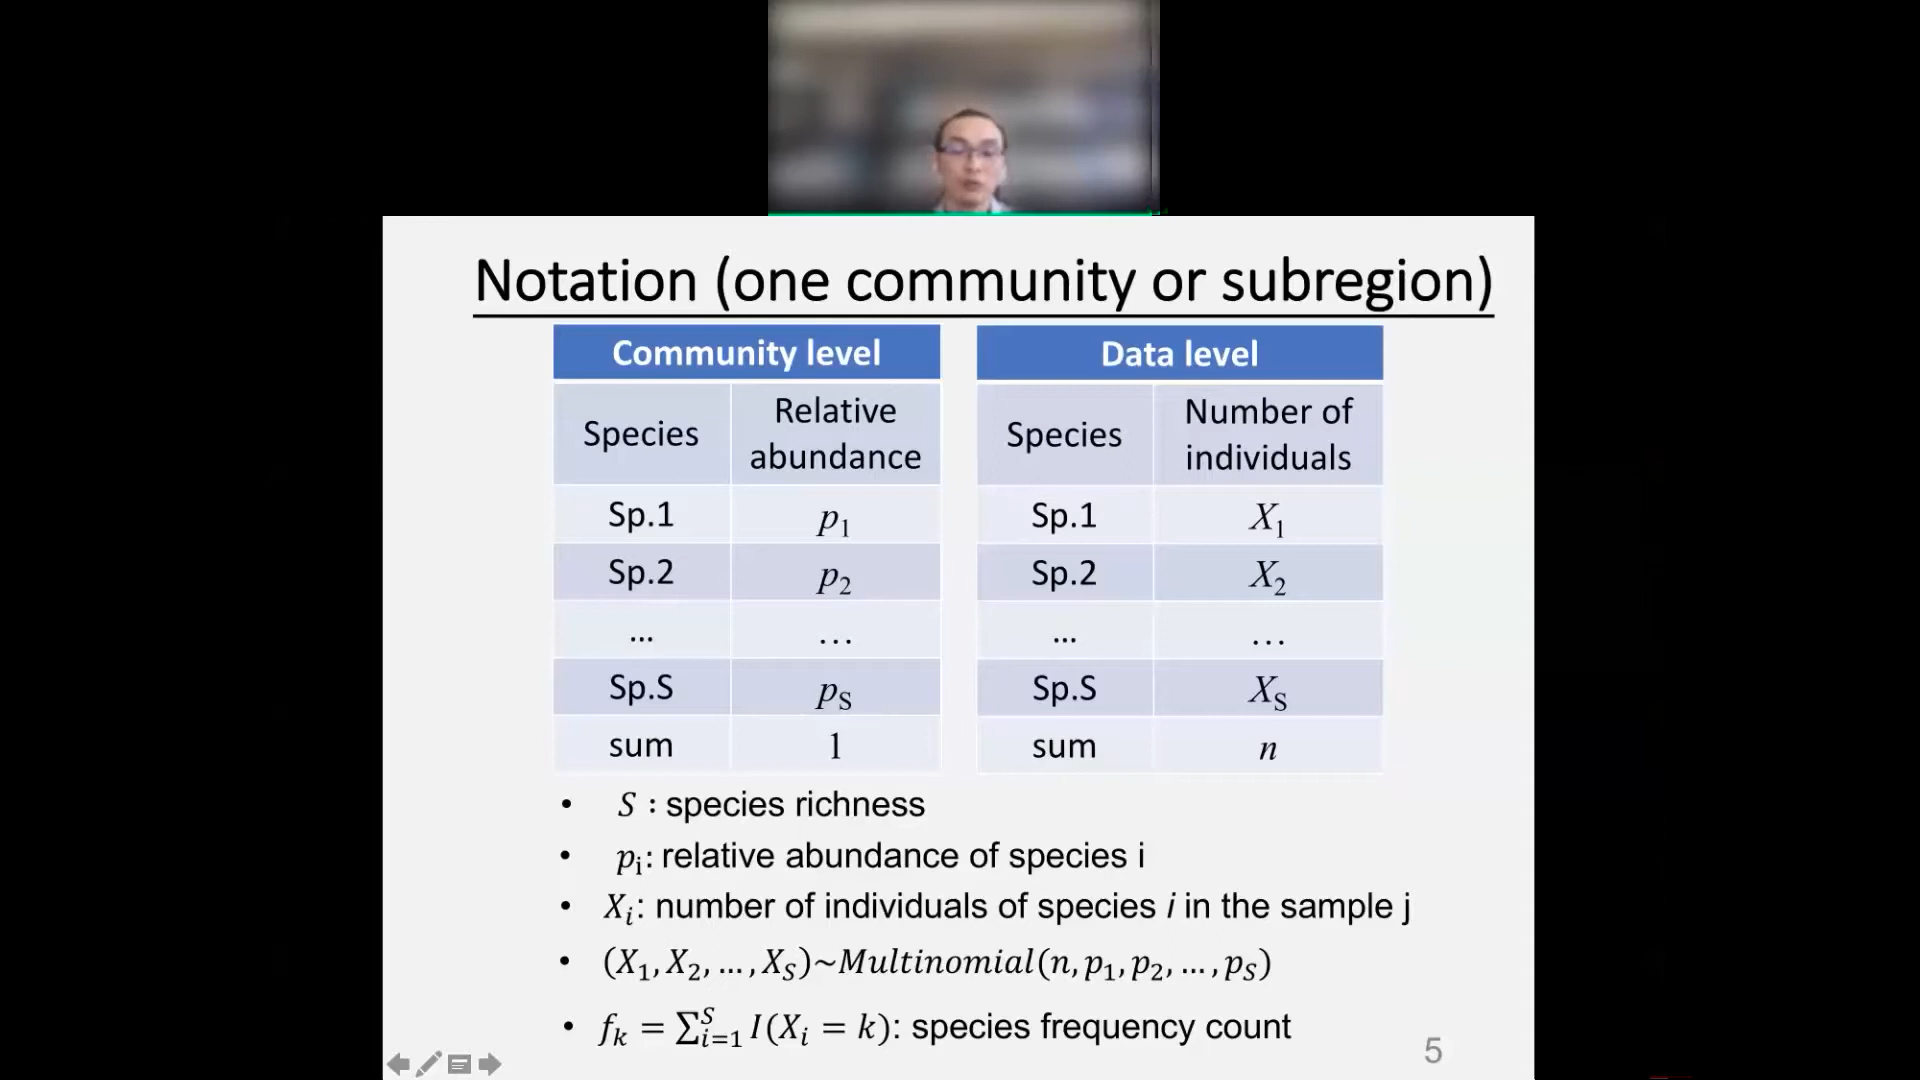 Notation (one community or subregion)
Community level
Species Relative abundance
Sp.1 p₁
Sp.2 p₂
... ...
Sp.S p_S
sum 1
Data level
Species Number of individuals
Sp.1 X₁
Sp.2 X₂
... ...
Sp.S X_S
sum n
• S : species richness
• pᵢ: relative abundance of species i
• Xᵢ: number of individuals of species i in the sample j
• (X₁, X₂, … , X_S)~Multinomial(n, p₁, p₂, … , p_S)
• f_k = ∑_{i=1}^{S} I(Xᵢ = k): species frequency count
5